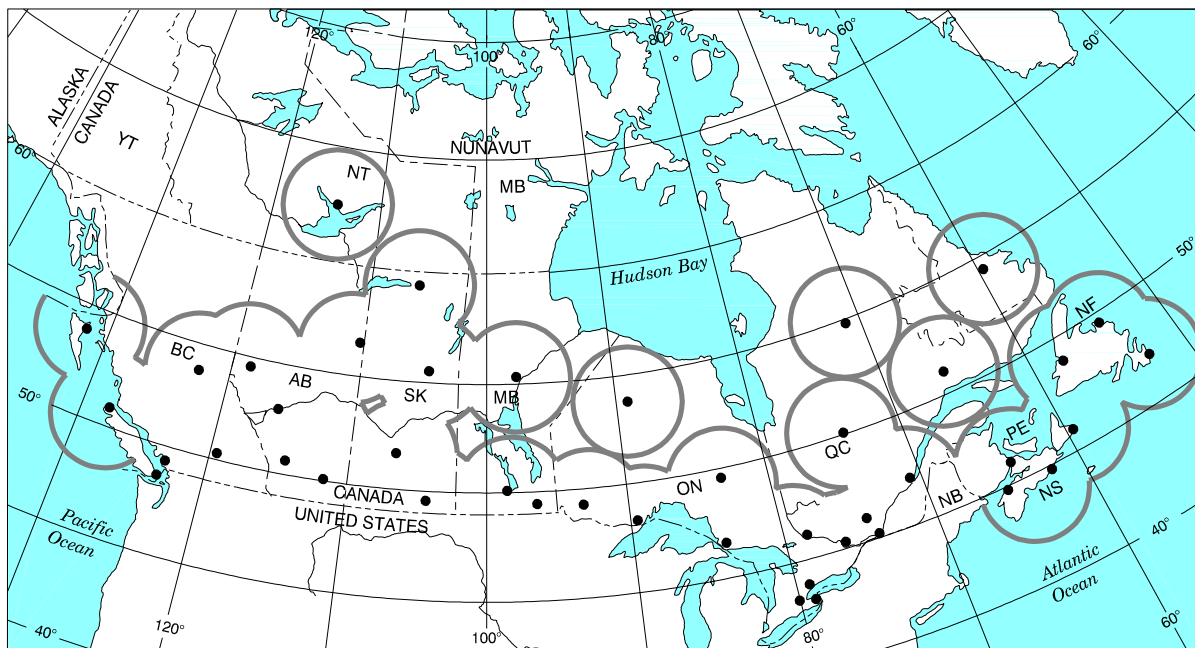 120°
100°
80°
60°
60°
ALASKA
CANADA
YT
60°
NT
NUNAVUT
MB
Hudson Bay
50°
NF
BC
AB
SK
MB
50°
QC
PE
NS
NB
ON
CANADA
UNITED STATES
Pacific
Ocean
Atlantic
Ocean
40°
40°
120°
100°
80°
60°